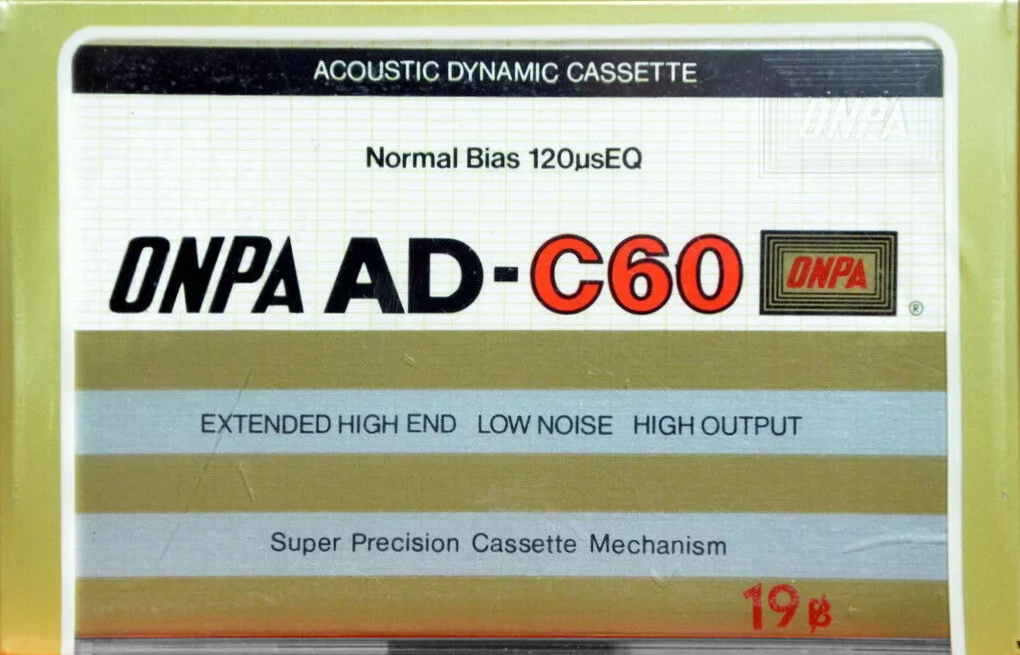 ACOUSTIC DYNAMIC CASSETTE
ONPA
Normal Bias 120µsEQ
ONPA AD-C60 ONPA ®
EXTENDED HIGH END LOW NOISE HIGH OUTPUT
Super Precision Cassette Mechanism
19฿